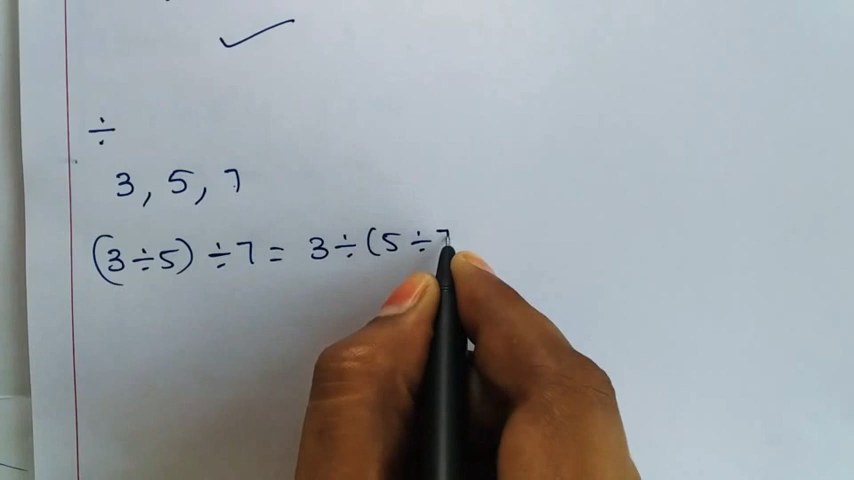 ÷
3, 5, 7
(3÷5) ÷7 = 3÷(5 ÷7